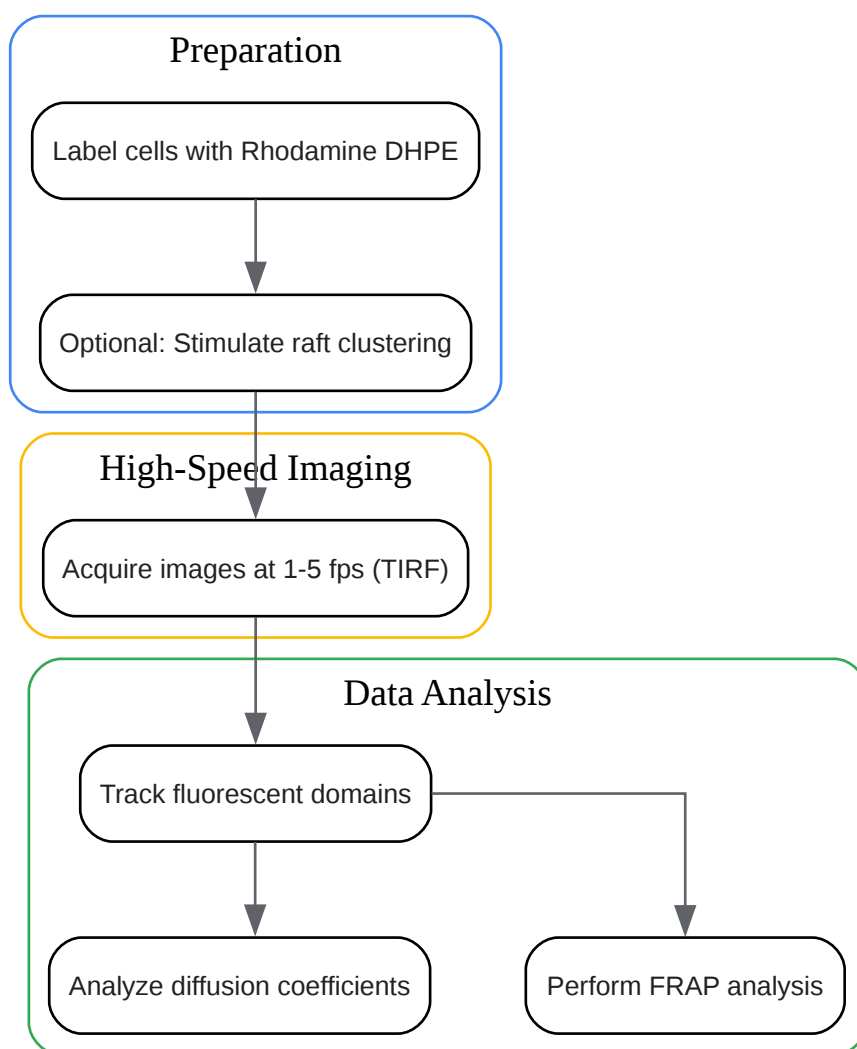 Preparation
Label cells with Rhodamine DHPE
Optional: Stimulate raft clustering
High-Speed Imaging
Acquire images at 1-5 fps (TIRF)
Data Analysis
Track fluorescent domains
Analyze diffusion coefficients
Perform FRAP analysis